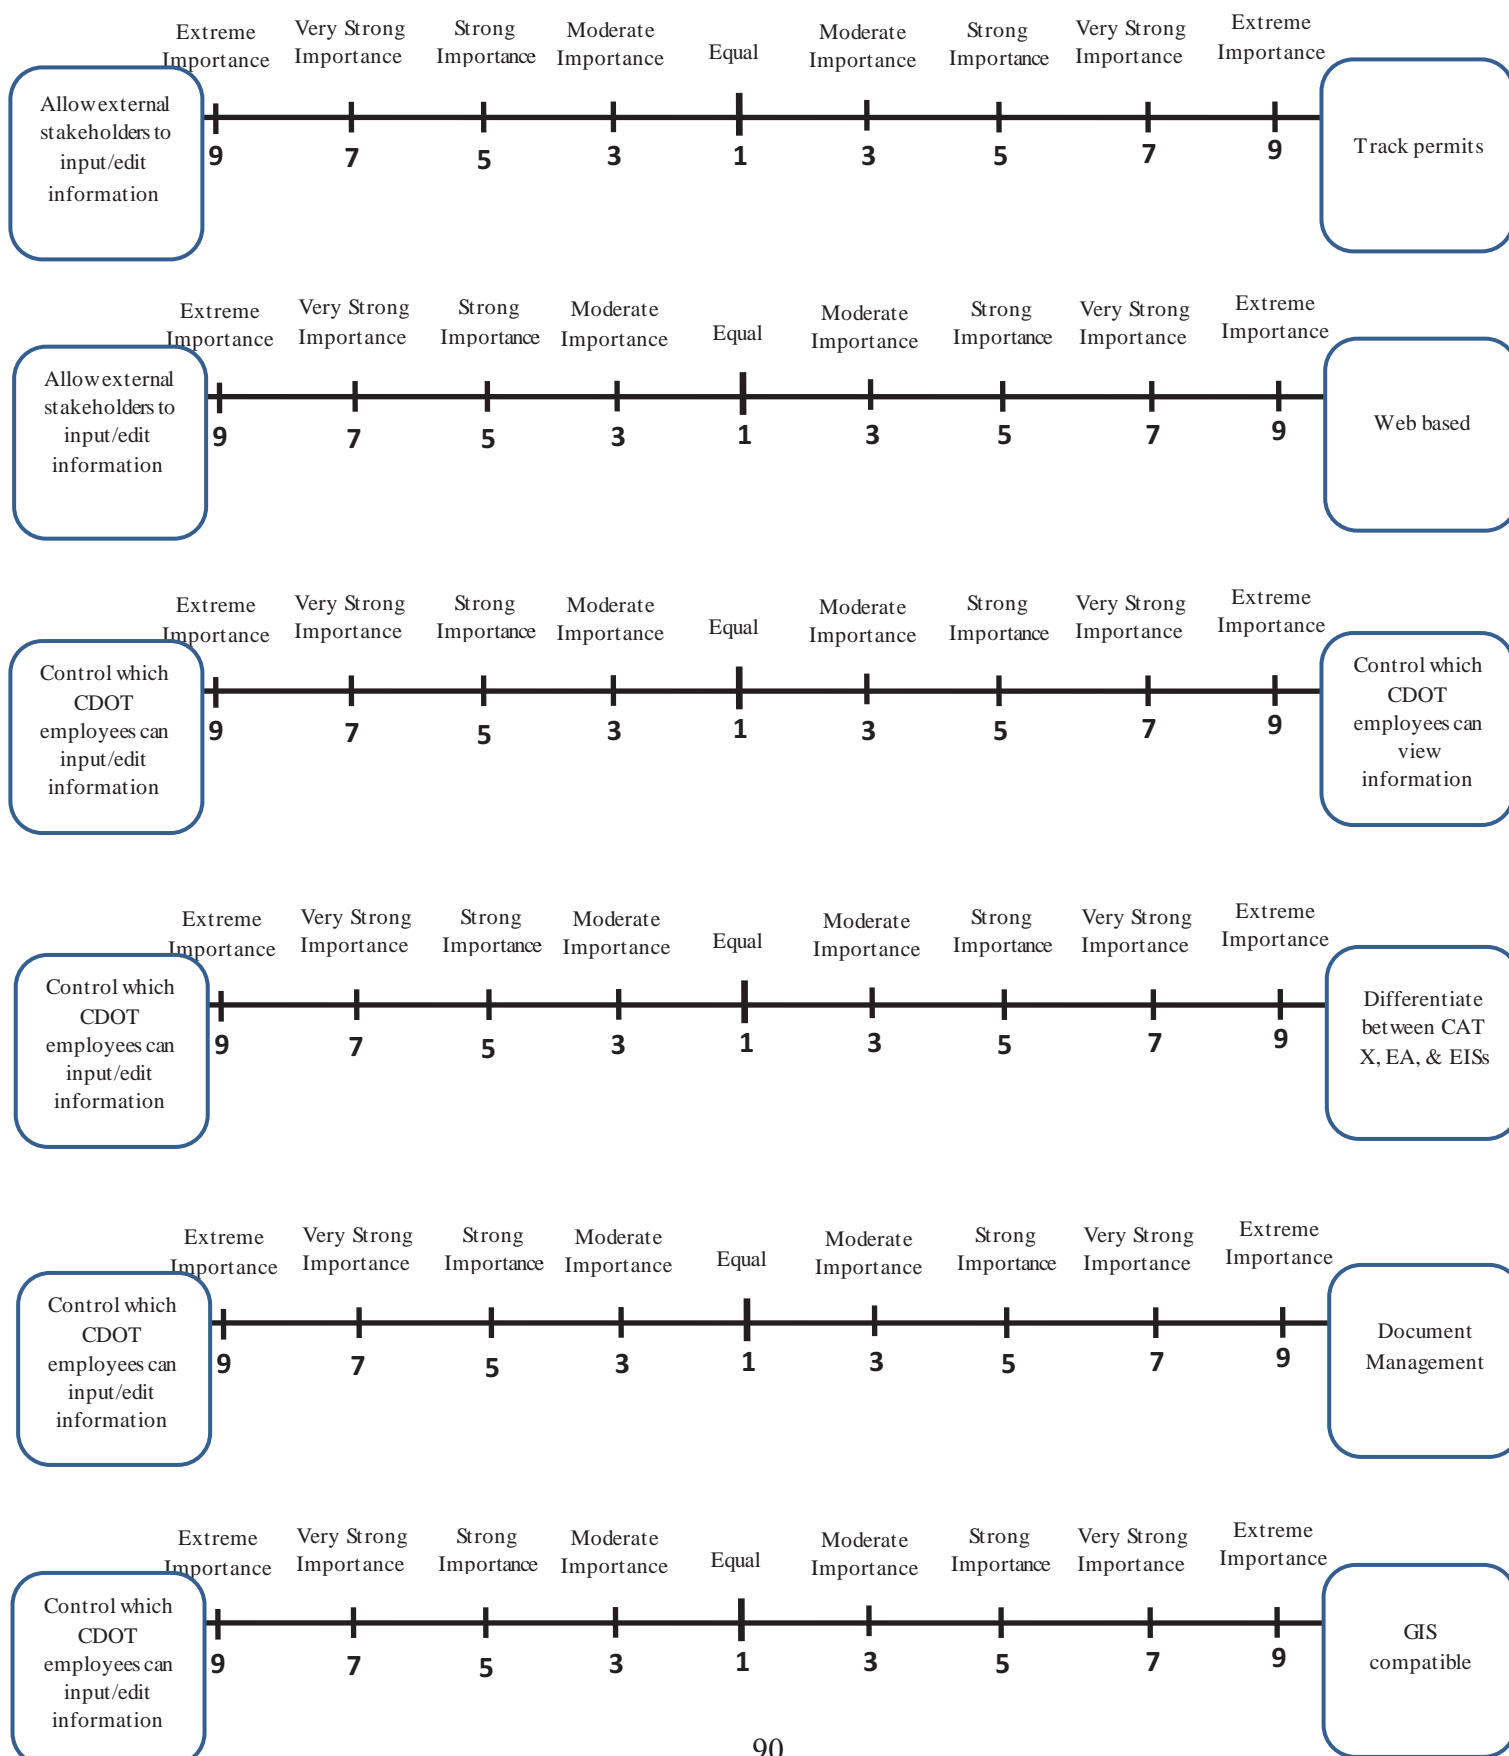 Extreme Importance
Very Strong Importance
Strong Importance
Moderate Importance
Equal
Moderate Importance
Strong Importance
Very Strong Importance
Extreme Importance
Allow external
stakeholders to
input/edit
information
9 7 5 3 1 3 5 7 9
Track permits
Extreme Importance
Very Strong Importance
Strong Importance
Moderate Importance
Equal
Moderate Importance
Strong Importance
Very Strong Importance
Extreme Importance
Allow external
stakeholders to
input/edit
information
9 7 5 3 1 3 5 7 9
Web based
Extreme Importance
Very Strong Importance
Strong Importance
Moderate Importance
Equal
Moderate Importance
Strong Importance
Very Strong Importance
Extreme Importance
Control which
CDOT
employees can
input/edit
information
9 7 5 3 1 3 5 7 9
Control which
CDOT
employees can
view
information
Extreme Importance
Very Strong Importance
Strong Importance
Moderate Importance
Equal
Moderate Importance
Strong Importance
Very Strong Importance
Extreme Importance
Control which
CDOT
employees can
input/edit
information
9 7 5 3 1 3 5 7 9
Differentiate
between CAT
X, EA, & EISs
Extreme Importance
Very Strong Importance
Strong Importance
Moderate Importance
Equal
Moderate Importance
Strong Importance
Very Strong Importance
Extreme Importance
Control which
CDOT
employees can
input/edit
information
9 7 5 3 1 3 5 7 9
Document
Management
Extreme Importance
Very Strong Importance
Strong Importance
Moderate Importance
Equal
Moderate Importance
Strong Importance
Very Strong Importance
Extreme Importance
Control which
CDOT
employees can
input/edit
information
9 7 5 3 1 3 5 7 9
GIS
compatible
90